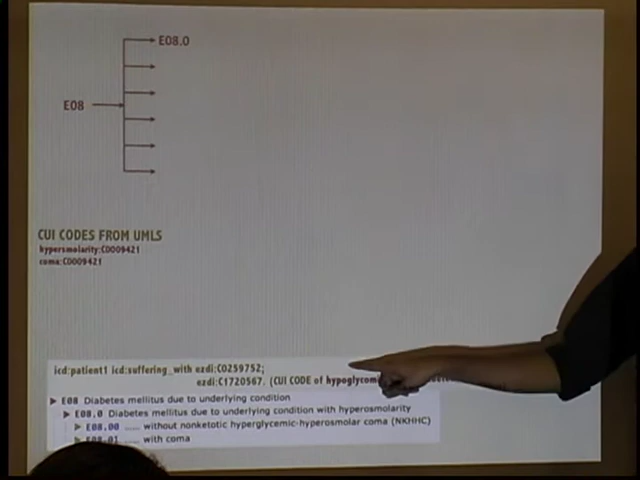 E08.0
E08
CUI CODES FROM UMLS
hypersmolarity:C0009421
coma:C0009421
icd:patient1 icd:suffering_with ezdi:C0259752;
ezdi:C1720567. (CUI CODE of hypoglycom
E08 Diabetes mellitus due to underlying condition
E08.0 Diabetes mellitus due to underlying condition with hyperosmolarity
E08.00 ...... without nonketotic hyperglycemic-hyperosmolar coma (NKHHC)
E08.01 ...... with coma